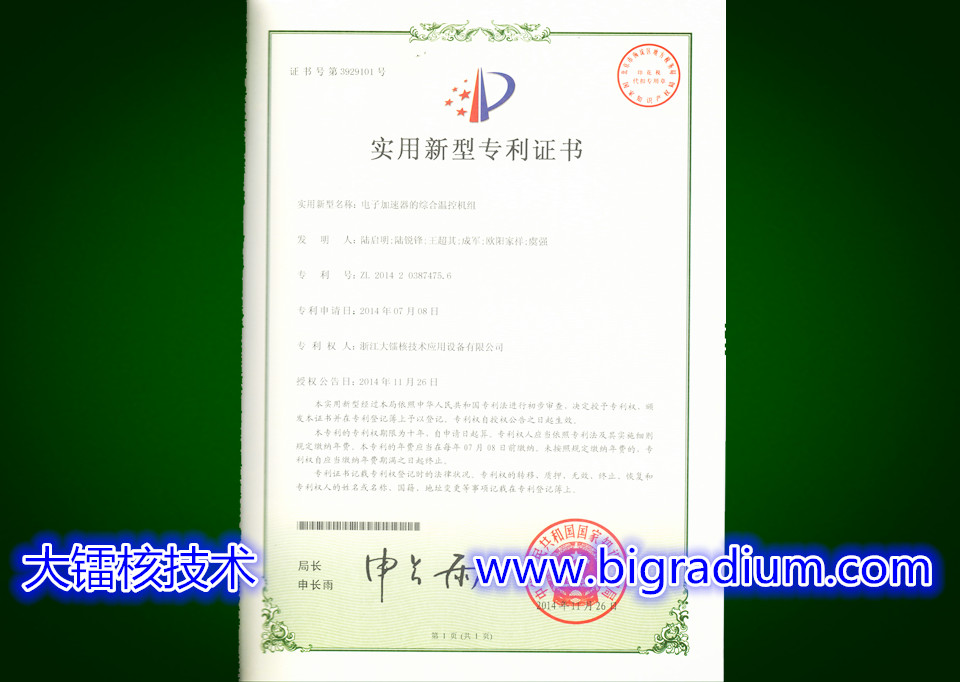 证书号第3929101号
印花税
代扣专用章
国家知识产权局
实用新型专利证书
实用新型名称：电子加速器的综合温控机组
发明人：陆启明;陆锐锋;王超其;成军;欧阳家祥;虞强
专利号：ZL 2014 2 0387475.6
专利申请日：2014年07月08日
专利权人：浙江大镭核技术应用设备有限公司
授权公告日：2014年11月26日
本实用新型经过本局依照中华人民共和国专利法进行初步审查，决定授予专利权，颁
发本证书并在专利登记簿上予以登记。专利权自授权公告之日起生效。
本专利的专利权期限为十年，自申请日起算。专利权人应当依照专利法及其实施细则
规定缴纳年费。本专利的年费应当在每年07月08日前缴纳。未按照规定缴纳年费的，专利
权自应当缴纳年费期满之日起终止。
专利证书记载专利权登记时的法律状况。专利权的转移、质押、无效、终止、恢复和
专利权人的姓名或名称、国籍、地址变更等事项记载在专利登记簿上。
大镭核技术
www.bigradium.com
局长
申长雨
2014年11月26日
第 1 页 (共 1 页)